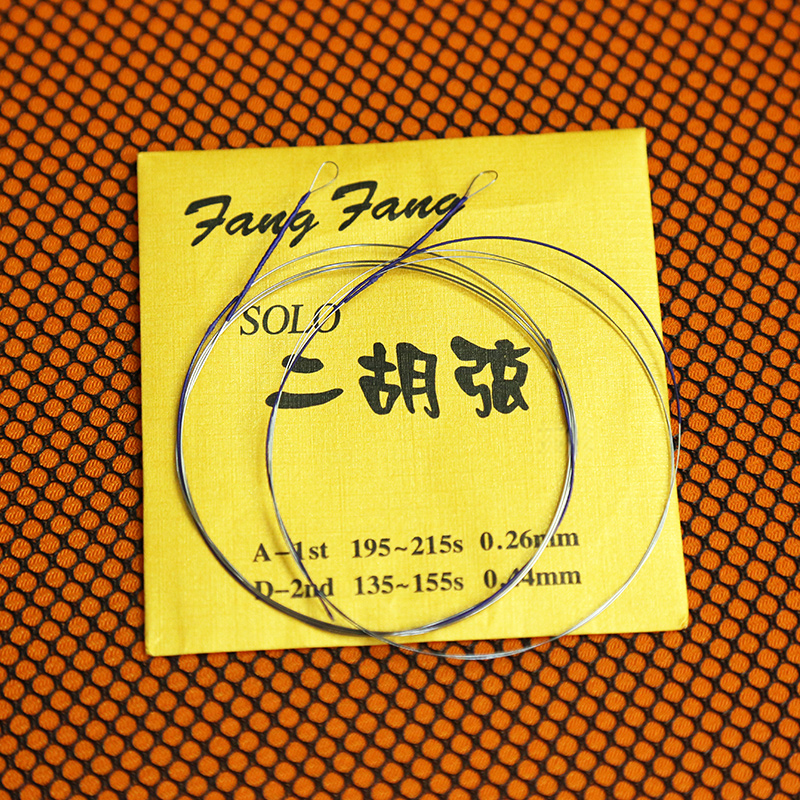 Fang Fang
SOLO
二胡弦
A-1st 195~215s 0.26mm
D-2nd 135~155s 0.44mm